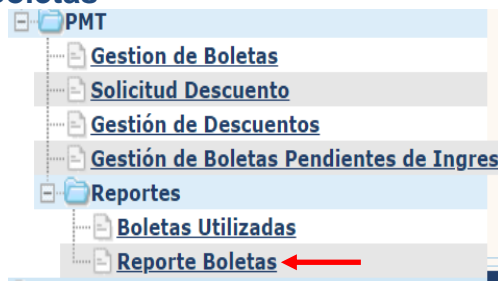 PMT
Gestion de Boletas
Solicitud Descuento
Gestión de Descuentos
Gestión de Boletas Pendientes de Ingres
Reportes
Boletas Utilizadas
Reporte Boletas